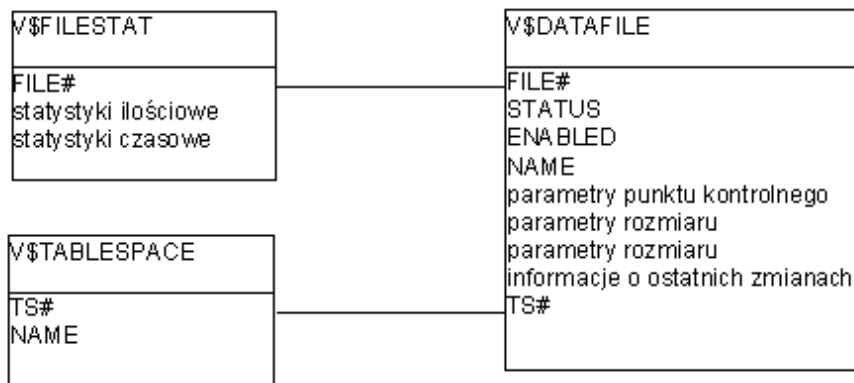 V$FILESTAT
FILE#
statystyki ilościowe
statystyki czasowe
V$DATAFILE
FILE#
STATUS
ENABLED
NAME
parametry punktu kontrolnego
parametry rozmiaru
parametry rozmiaru
informacje o ostatnich zmianach
TS#
V$TABLESPACE
TS#
NAME